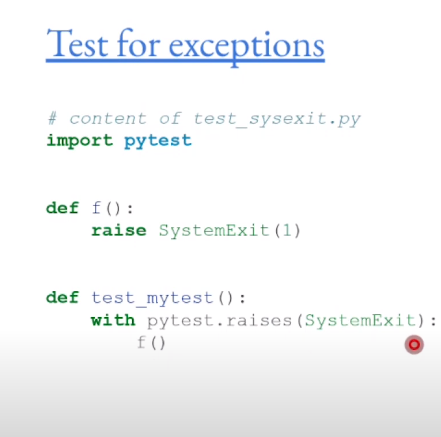 Test for exceptions
# content of test_sysexit.py
import pytest
def f():
    raise SystemExit(1)
def test_mytest():
    with pytest.raises(SystemExit):
        f()